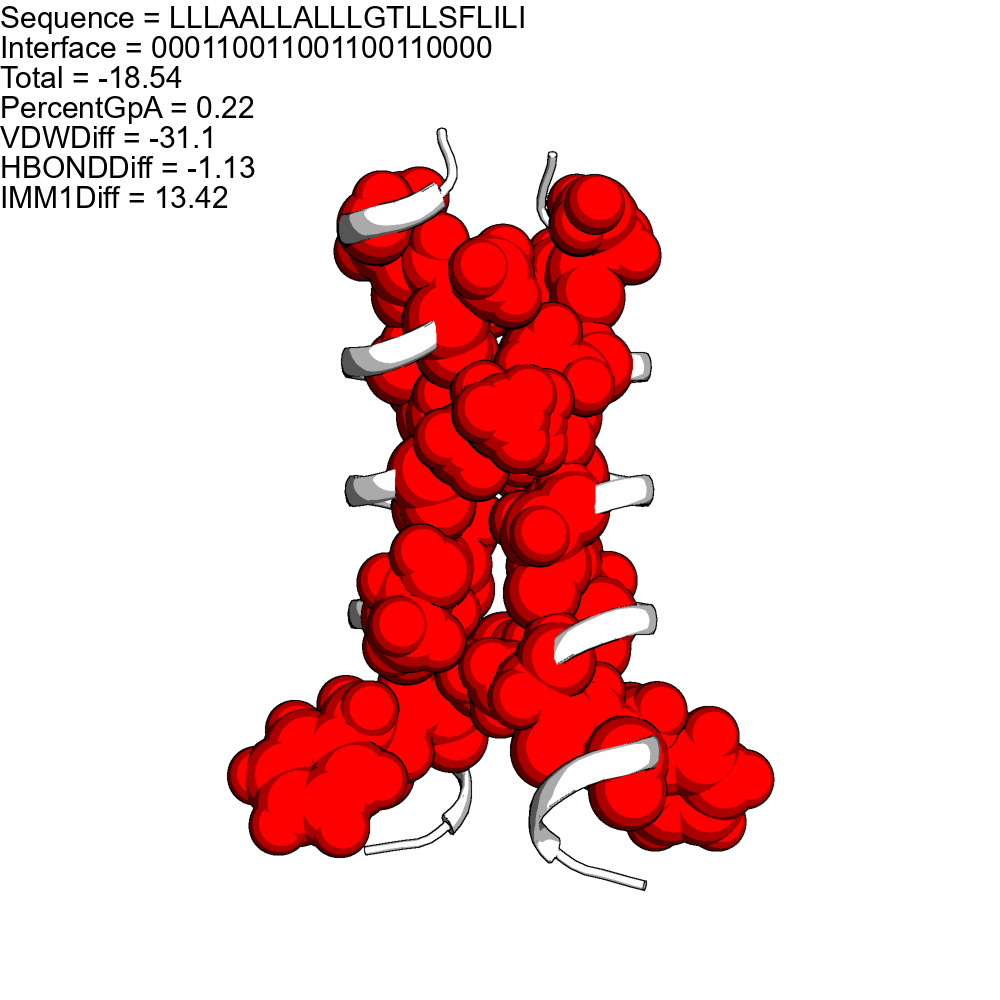 Sequence = LLLAALLALLLGTLLSFLILI
Interface = 000110011001100110000
Total = -18.54
PercentGpA = 0.22
VDWDiff = -31.1
HBONDDiff = -1.13
IMM1Diff = 13.42